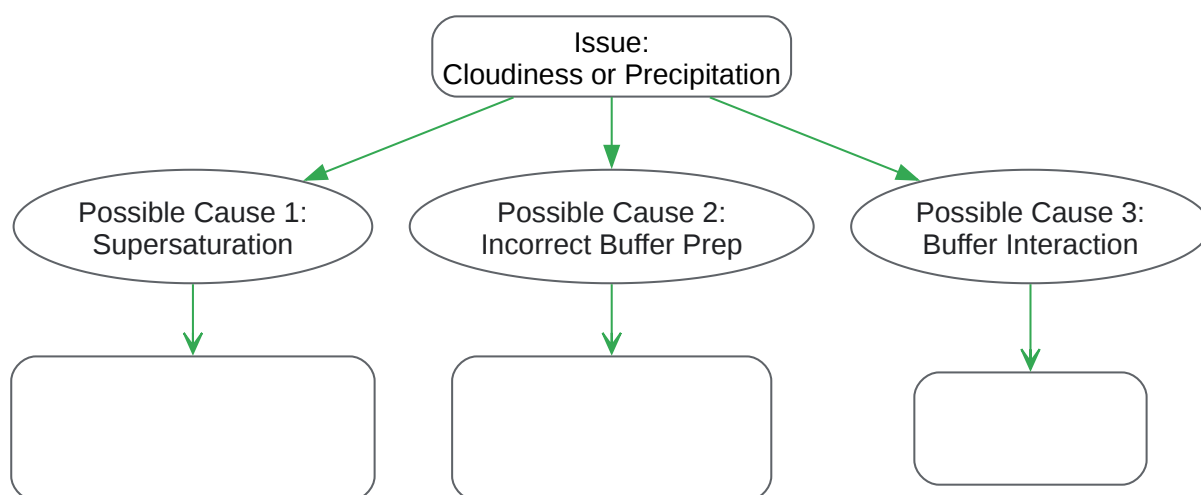 Issue:
Cloudiness or Precipitation
Possible Cause 1:
Supersaturation
Possible Cause 2:
Incorrect Buffer Prep
Possible Cause 3:
Buffer Interaction